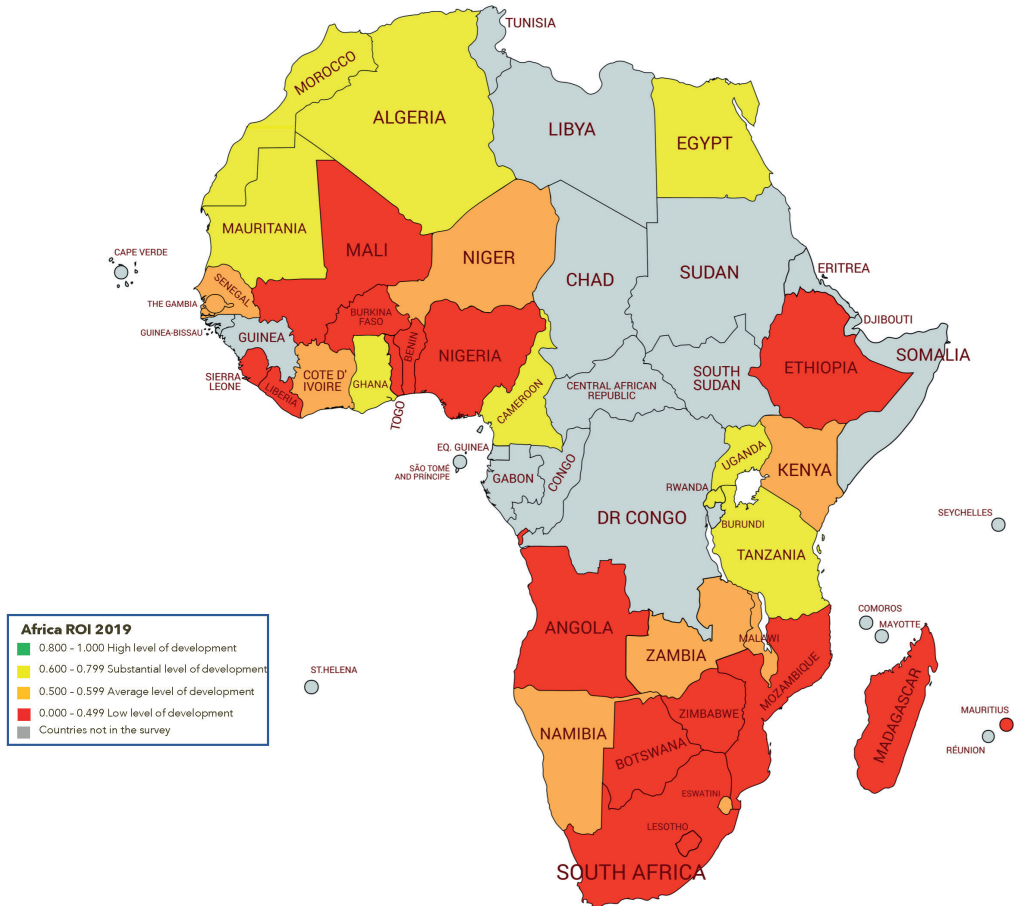 TUNISIA
MOROCCO
ALGERIA
LIBYA
EGYPT
MAURITANIA
MALI
NIGER
CHAD
SUDAN
ERITREA
CAPE VERDE
SENEGAL
THE GAMBIA
GUINEA-BISSAU
GUINEA
BURKINA
FASO
BENIN
NIGERIA
DJIBOUTI
SOMALIA
ETHIOPIA
SOUTH
SUDAN
SIERRA
LEONE
LIBERIA
COTE D'
IVOIRE
GHANA
TOGO
CAMEROON
CENTRAL AFRICAN
REPUBLIC
EQ. GUINEA
SÃO TOMÉ
AND PRÍNCIPE
GABON
CONGO
UGANDA
KENYA
RWANDA
DR CONGO
BURUNDI
TANZANIA
SEYCHELLES
COMOROS
MAYOTTE
ANGOLA
ZAMBIA
MALAWI
MOZAMBIQUE
MADAGASCAR
MAURITIUS
RÉUNION
ST.HELENA
NAMIBIA
ZIMBABWE
BOTSWANA
ESWATINI
LESOTHO
SOUTH AFRICA
Africa ROI 2019
0.800 - 1.000 High level of development
0.600 - 0.799 Substantial level of development
0.500 - 0.599 Average level of development
0.000 - 0.499 Low level of development
Countries not in the survey